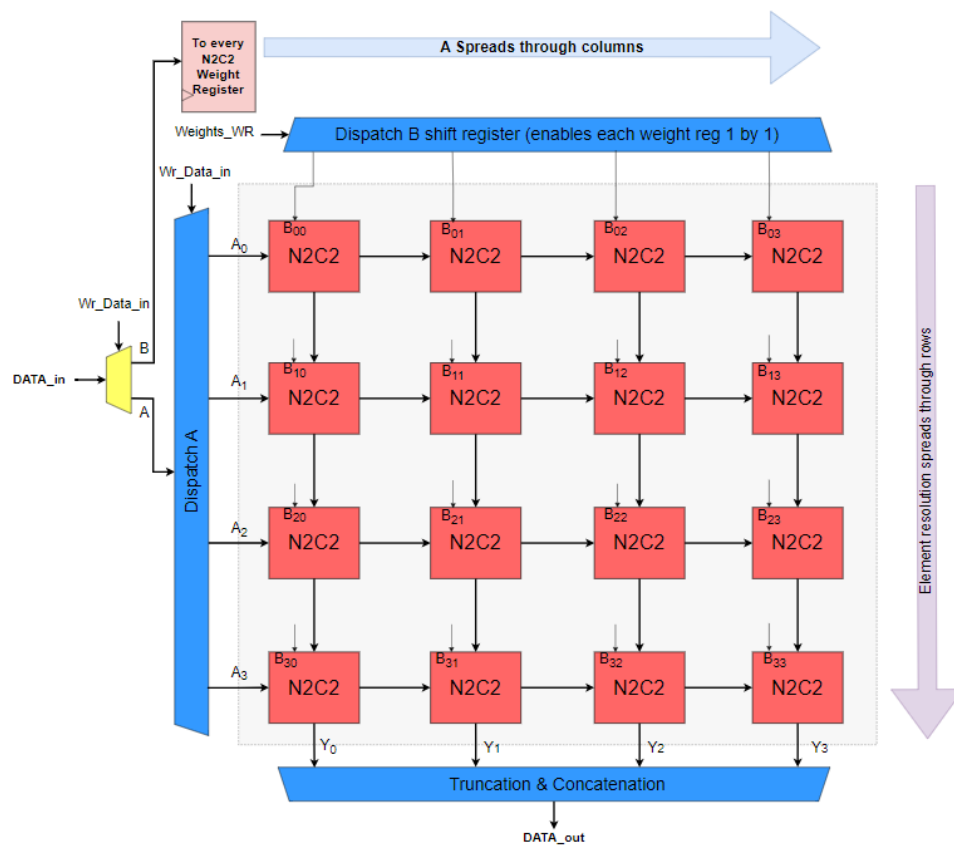 To every
N2C2
Weight
Register
A Spreads through columns
Weights_WR
Dispatch B shift register (enables each weight reg 1 by 1)
Wr_Data_in
A0
B00
N2C2
B01
N2C2
B02
N2C2
B03
N2C2
Wr_Data_in
B
DATA_in
A
A1
B10
N2C2
B11
N2C2
B12
N2C2
B13
N2C2
Dispatch A
Element resolution spreads through rows
A2
B20
N2C2
B21
N2C2
B22
N2C2
B23
N2C2
A3
B30
N2C2
B31
N2C2
B32
N2C2
B33
N2C2
Y0
Y1
Y2
Y3
Truncation & Concatenation
DATA_out